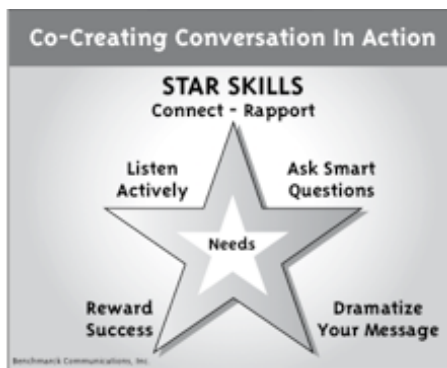 Co-Creating Conversation In Action
STAR SKILLS
Connect - Rapport
Listen
Actively
Ask Smart
Questions
Needs
Reward
Success
Dramatize
Your Message
Benchmarck Communications, Inc.